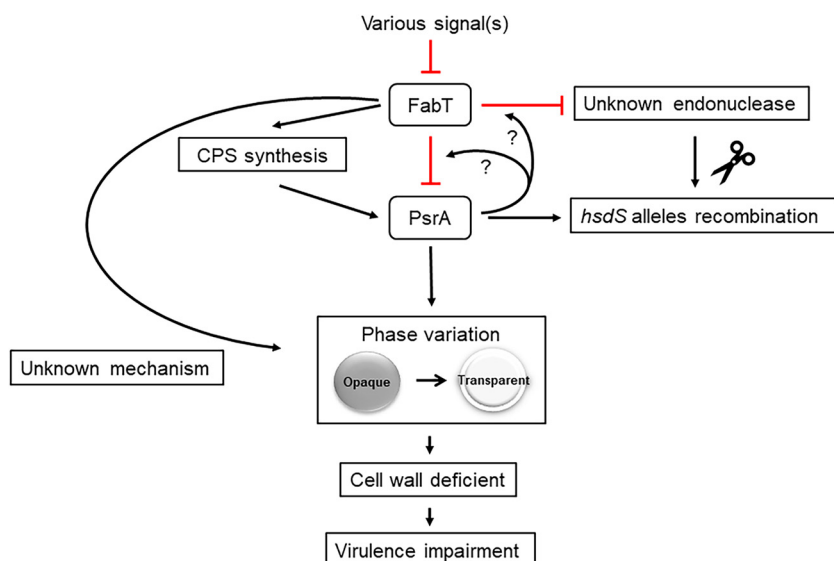 Various signal(s)
FabT
Unknown endonuclease
?
CPS synthesis
?
PsrA
hsdS alleles recombination
Phase variation
Unknown mechanism
Opaque
Transparent
Cell wall deficient
Virulence impairment